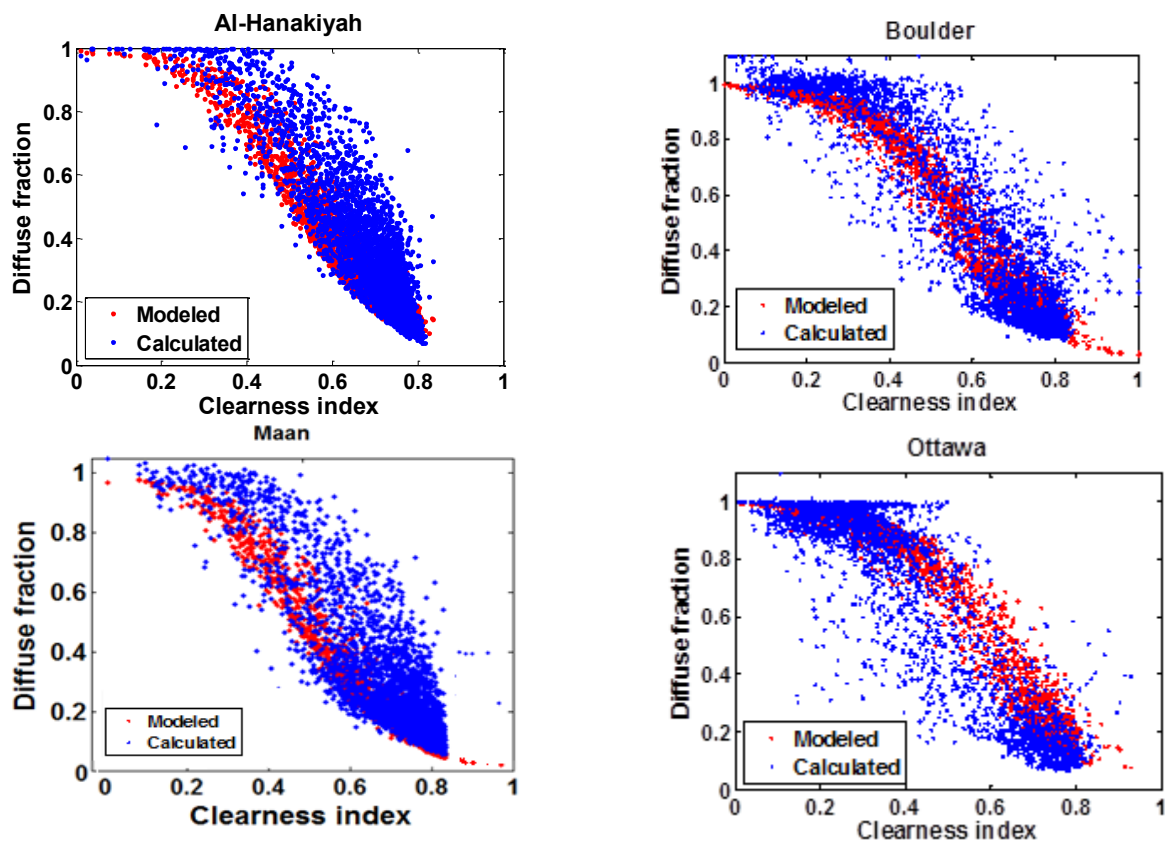 Al-Hanakiyah
1
0.8
0.6
0.4
0.2
0
Diffuse fraction
Modeled
Calculated
0 0.2 0.4 0.6 0.8 1
Clearness index
Boulder
1
0.8
0.6
0.4
0.2
0
Diffuse fraction
Modeled
Calculated
0 0.2 0.4 0.6 0.8 1
Clearness index
Maan
1
0.8
0.6
0.4
0.2
0
Diffuse fraction
Modeled
Calculated
0 0.2 0.4 0.6 0.8 1
Clearness index
Ottawa
1
0.8
0.6
0.4
0.2
0
Diffuse fraction
Modeled
Calculated
0 0.2 0.4 0.6 0.8 1
Clearness index